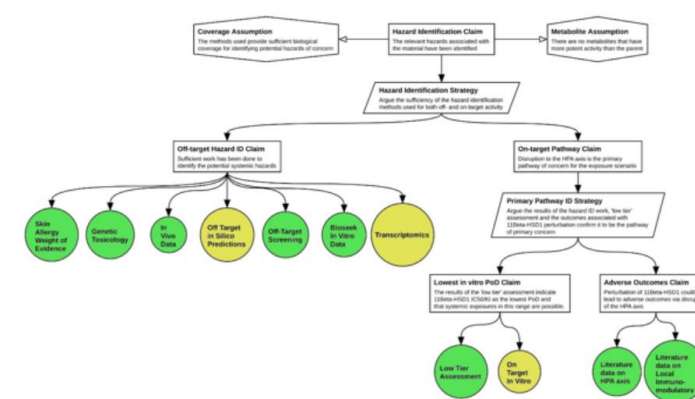 Coverage Assumption
The methods used provide sufficient biological
coverage for identifying potential hazards of concern
Hazard Identification Claim
The relevant hazards associated with
the material have been identified
Metabolite Assumption
There are no metabolites that have
more potent activity than the parent
Hazard Identification Strategy
Argue the sufficiency of the hazard identification
methods used for both off- and on-target activity
Off-target Hazard ID Claim
Sufficient work has been done to
identify the potential systemic hazards
On-target Pathway Claim
Disruption to the HPA axis is the primary
pathway of concern for the exposure scenario
Skin
Allergy
Weight of
Evidence
Genetic
Toxicology
In
Vivo
Data
Off Target
in Silico
Predictions
Off-Target
Screening
Bioseek
In Vitro
Data
Transcriptomics
Primary Pathway ID Strategy
Argue the results of the hazard ID work, 'low tier'
assessment and the outcomes associated with
11Beta-HSD1 perturbation confirm it to be the pathway
of primary concern
Lowest in vitro PoD Claim
The results of the 'low tier' assessment indicate
11Beta-HSD1 IC50/Ki as the lowest PoD and
that systemic exposures in this range are possible.
Adverse Outcomes Claim
Perturbation of 11Beta-HSD1 could
lead to adverse outcomes via
of the HPA axis
Low Tier
Assessment
On
Target
In Vitro
Literature
data on
HPA axis
Literature
data on
Local
Immuno-
modulatory